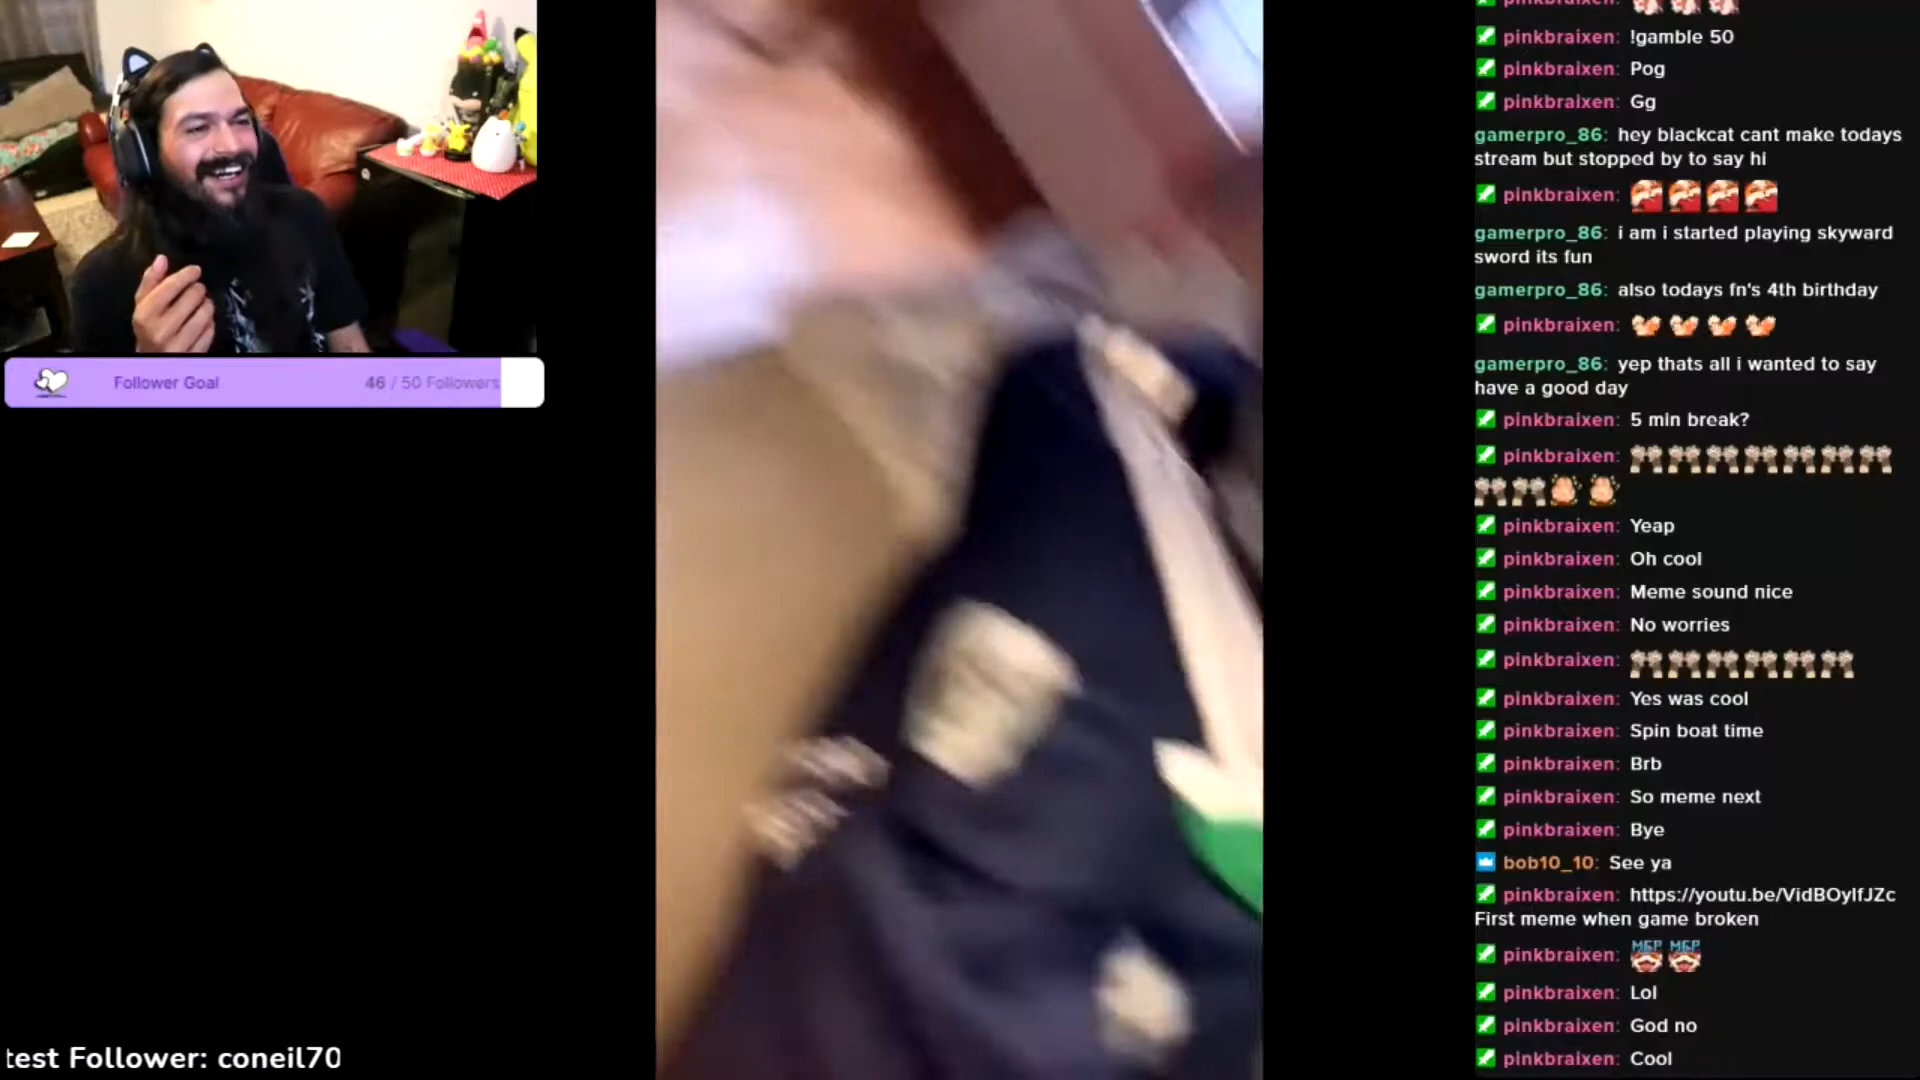 pinkbraixen:
pinkbraixen: !gamble 50
pinkbraixen: Pog
pinkbraixen: Gg
gamerpro_86: hey blackcat cant make todays
stream but stopped by to say hi
pinkbraixen:
gamerpro_86: i am i started playing skyward
sword its fun
gamerpro_86: also todays fn's 4th birthday
pinkbraixen:
gamerpro_86: yep thats all i wanted to say
have a good day
pinkbraixen: 5 min break?
pinkbraixen:
pinkbraixen: Yeap
pinkbraixen: Oh cool
pinkbraixen: Meme sound nice
pinkbraixen: No worries
pinkbraixen:
pinkbraixen: Yes was cool
pinkbraixen: Spin boat time
pinkbraixen: Brb
pinkbraixen: So meme next
pinkbraixen: Bye
bob10_10: See ya
pinkbraixen: https://youtu.be/VidBOyIfJZc
First meme when game broken
pinkbraixen:
pinkbraixen: Lol
pinkbraixen: God no
pinkbraixen: Cool
Follower Goal 46 / 50 Followers
test Follower: coneil70